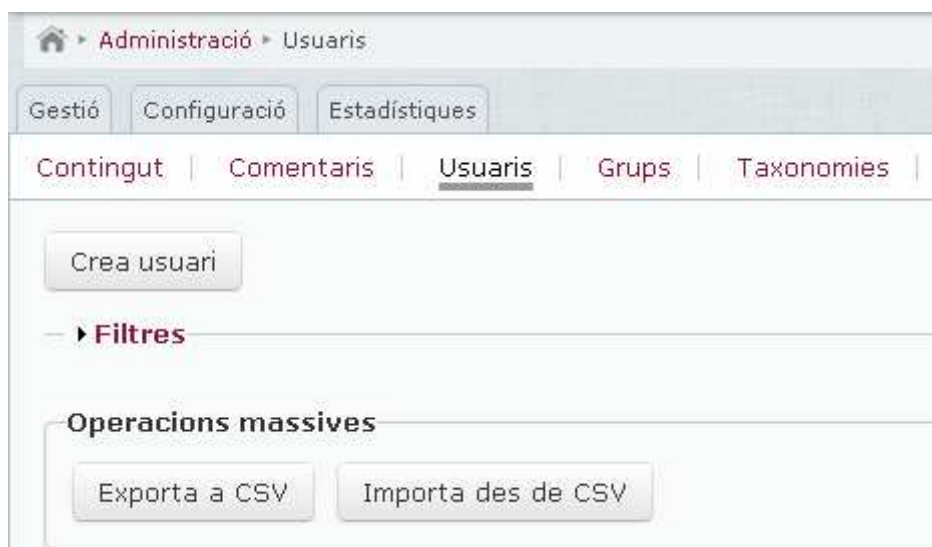 Administració Usuaris
Gestió Configuració Estadístiques
Contingut | Comentaris | Usuaris | Grups | Taxonomies |
Crea usuari
Filtres
Operacions massives
Exporta a CSV Importa des de CSV